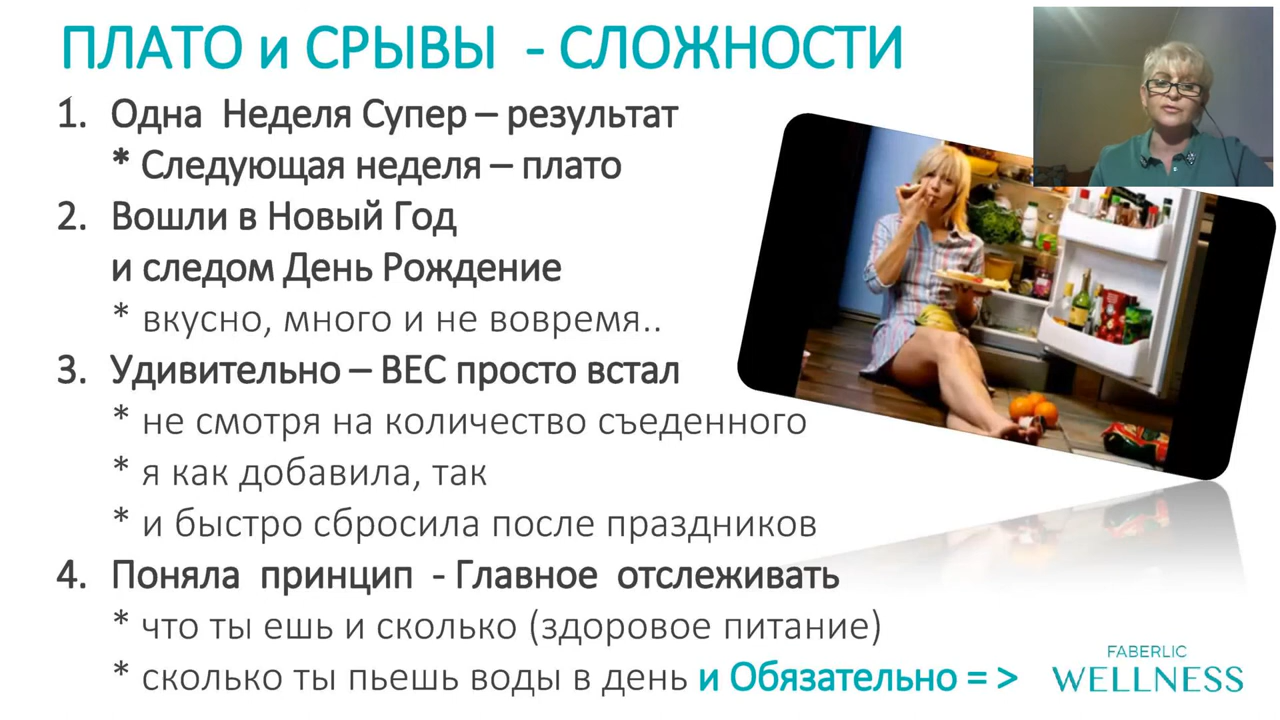 ПЛАТО и СРЫВЫ - СЛОЖНОСТИ
1. Одна Неделя Супер – результат
* Следующая неделя – плато
2. Вошли в Новый Год
и следом День Рождение
* вкусно, много и не вовремя..
3. Удивительно – ВЕС просто встал
* не смотря на количество съеденного
* я как добавила, так
* и быстро сбросила после праздников
4. Поняла принцип - Главное отслеживать
* что ты ешь и сколько (здоровое питание)
* сколько ты пьешь воды в день и Обязательно = >
FABERLIC
WELLNESS